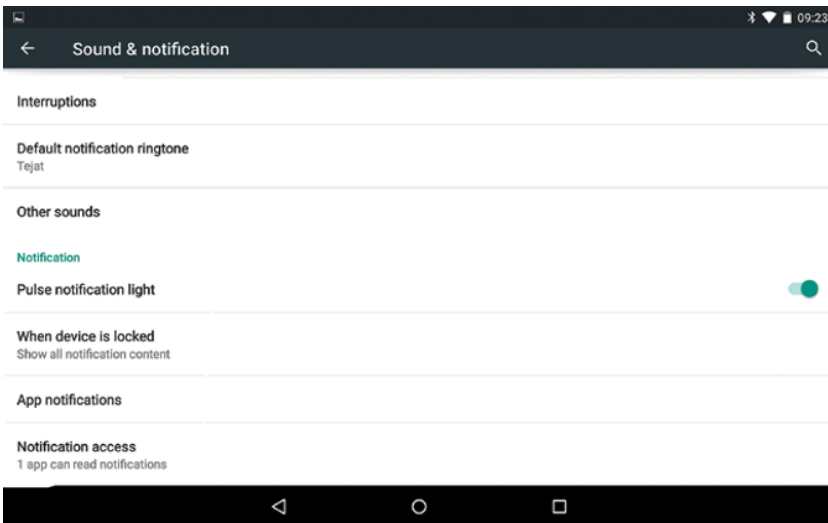 09:23
Sound & notification
Interruptions
Default notification ringtone
Tejat
Other sounds
Notification
Pulse notification light
When device is locked
Show all notification content
App notifications
Notification access
1 app can read notifications